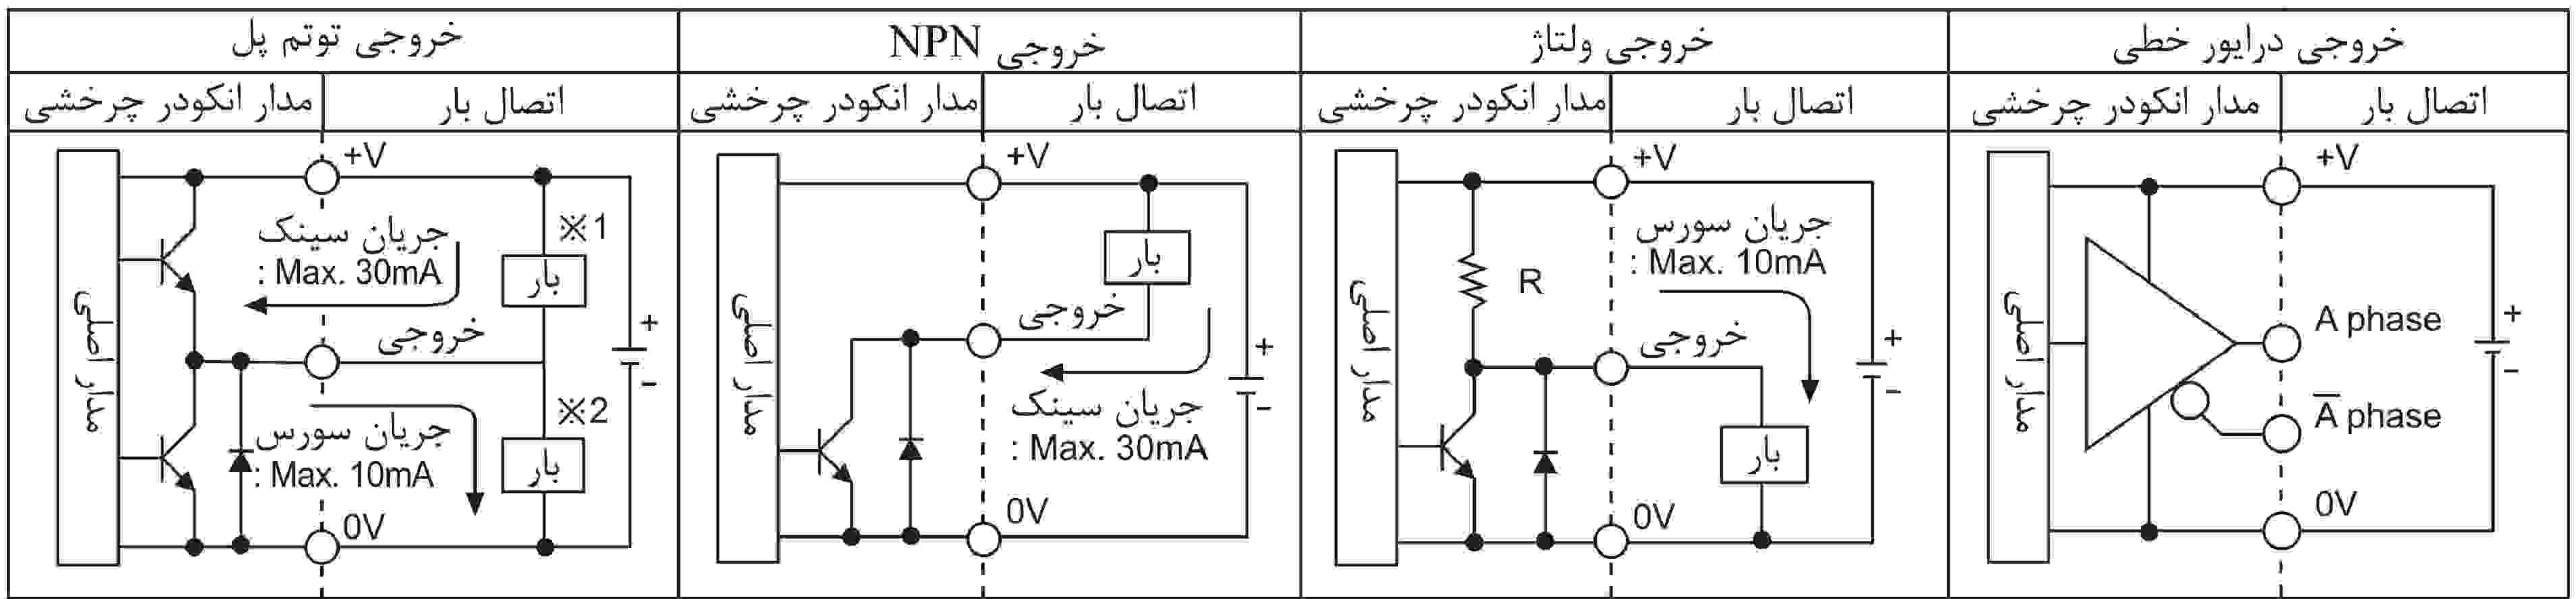 خروجی توتم پل
مدار انکودر چرخشی
اتصال بار
+V
※1
جریان سینک
: Max. 30mA
بار
مدار اصلی
خروجی
+
-
※2
جریان سورس
: Max. 10mA
بار
0V
خروجی NPN
مدار انکودر چرخشی
اتصال بار
+V
بار
مدار اصلی
خروجی
+
-
جریان سینک
: Max. 30mA
0V
خروجی ولتاژ
مدار انکودر چرخشی
اتصال بار
+V
جریان سورس
: Max. 10mA
R
مدار اصلی
خروجی
+
-
بار
0V
خروجی درایور خطی
مدار انکودر چرخشی
اتصال بار
+V
مدار اصلی
A phase
+
-
A̅ phase
0V